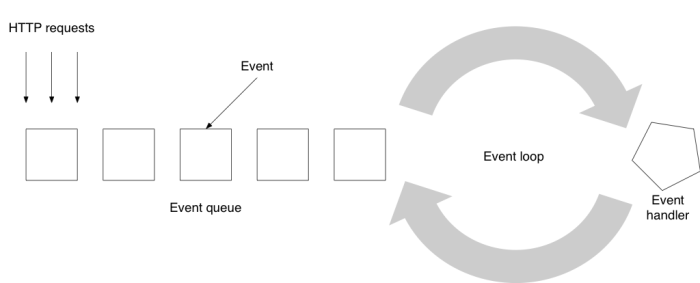 HTTP requests
Event
Event loop
Event queue
Event
handler